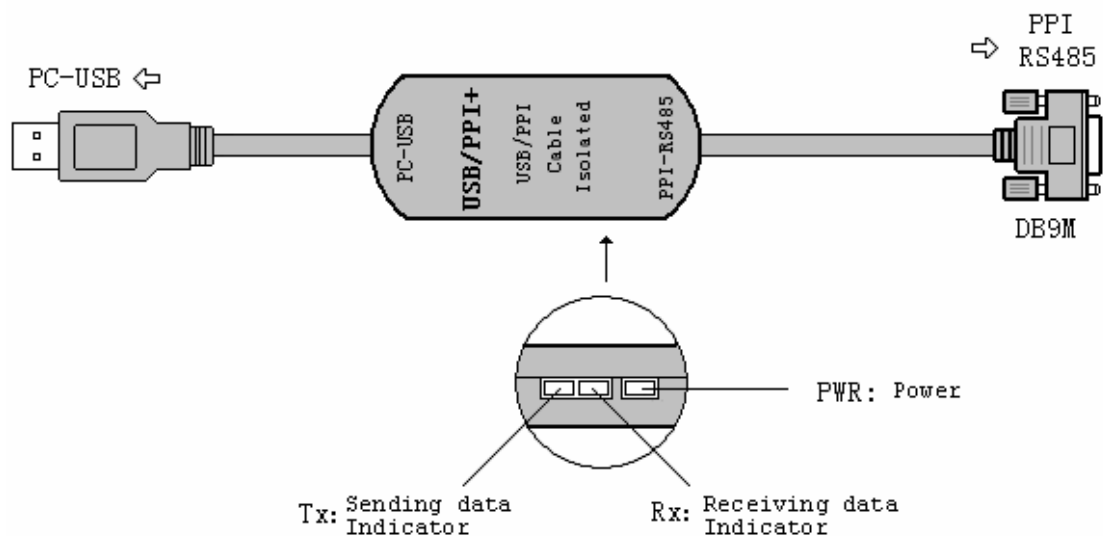 PPI
RS485
PC-USB
PC-USB
USB/PPI+
USB/PPI
Cable
Isolated
PPI-RS485
DB9M
PWR: Power
Tx: Sending data
Indicator
Rx: Receiving data
Indicator